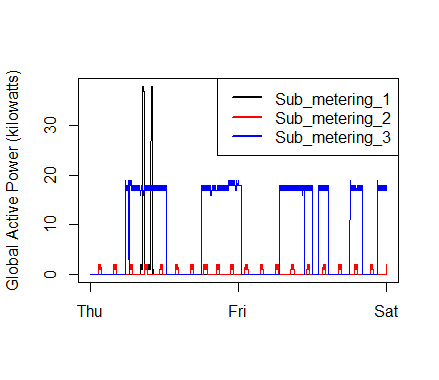 Global Active Power (kilowatts)
30
20
10
0
Sub_metering_1
Sub_metering_2
Sub_metering_3
Thu
Fri
Sat